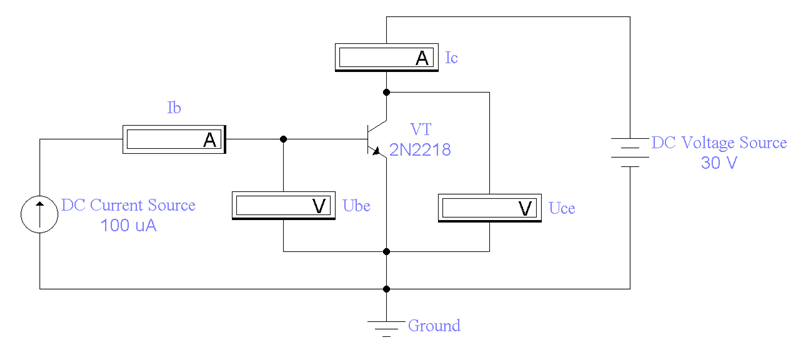 A
Ic
Ib
A
VT
2N2218
DC Voltage Source
30 V
DC Current Source
100 uA
V
Ube
V
Uce
Ground